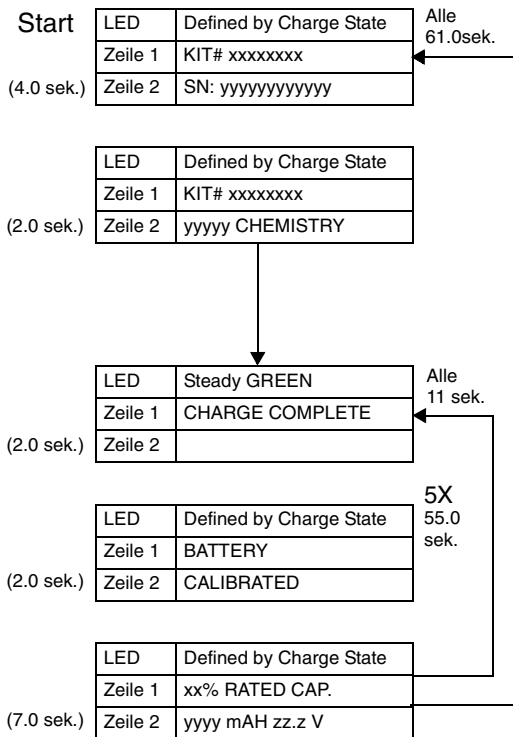 Start
LED Defined by Charge State
Zeile 1 KIT# xxxxxxxx
(4.0 sek.) Zeile 2 SN: yyyyyyyyyyyy
Alle
61.0sek.
LED Defined by Charge State
Zeile 1 KIT# xxxxxxxx
(2.0 sek.) Zeile 2 yyyyy CHEMISTRY
LED Steady GREEN
Zeile 1 CHARGE COMPLETE
(2.0 sek.) Zeile 2
Alle
11 sek.
5X
55.0
sek.
LED Defined by Charge State
Zeile 1 BATTERY
(2.0 sek.) Zeile 2 CALIBRATED
LED Defined by Charge State
Zeile 1 xx% RATED CAP.
(7.0 sek.) Zeile 2 yyyy mAH zz.z V